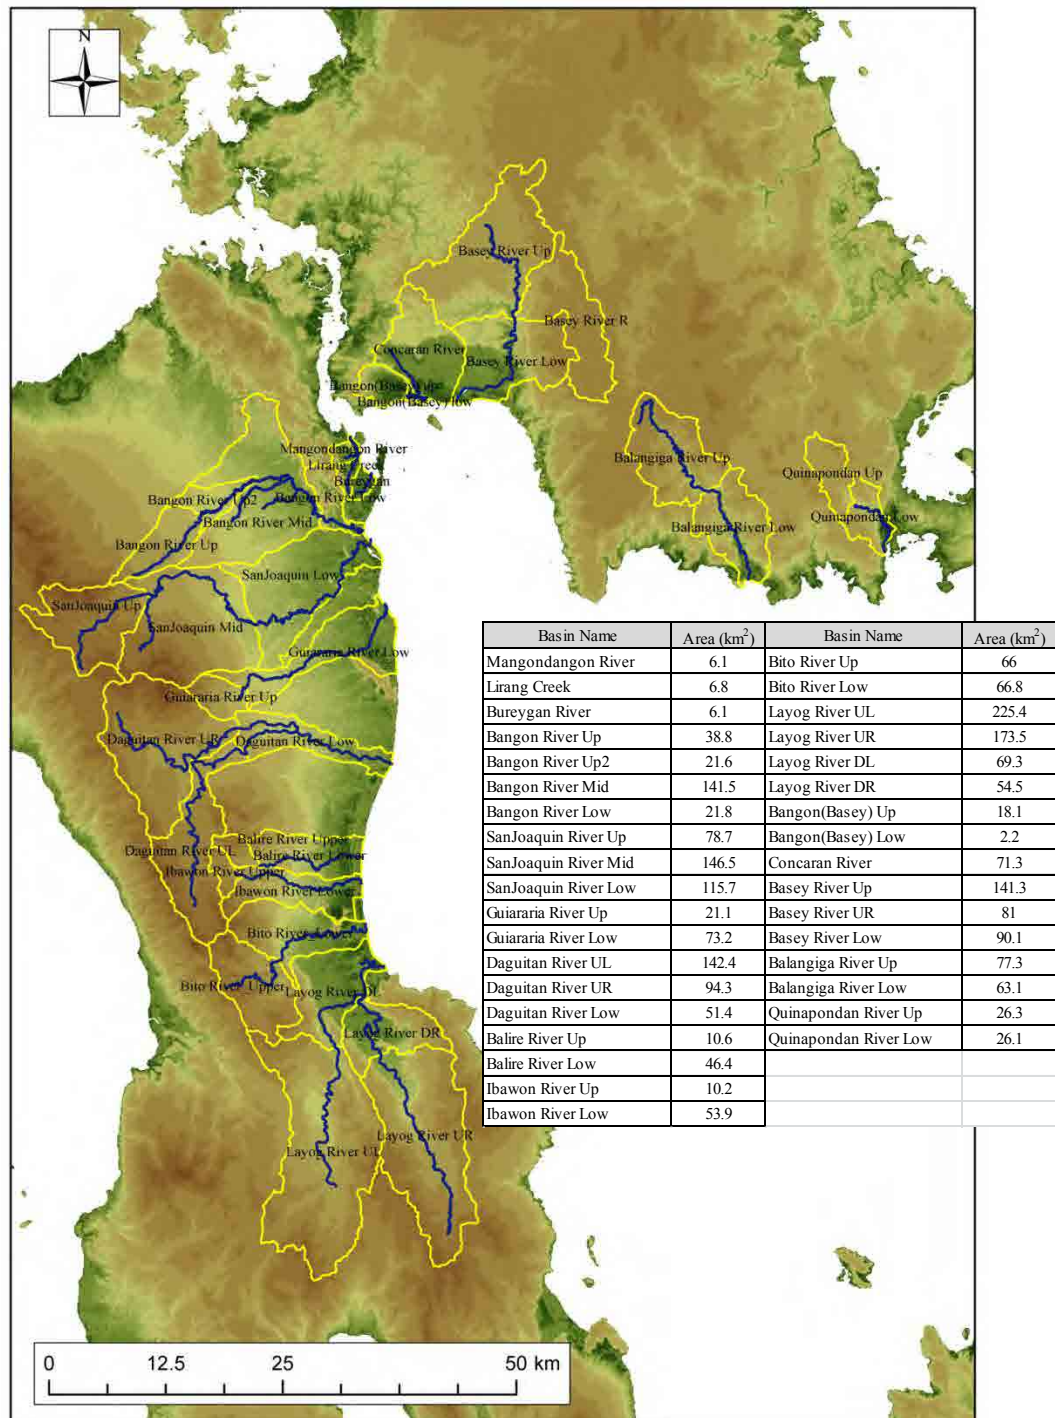 N
Basey River Up
Basey River R
Concaran River
Basey River Low
Bangon(Basey) up
Bangon(Basey) low
Mangondangon River
Lirang Creek
Bureygan
Bangon River Up2
Bangon River Low
Bangon River Mid
Bangon River Up
Balangiga River Up
Quinapondan Up
Balangiga River Low
Quinapondan Low
SanJoaquin Low
SanJoaquin Up
SanJoaquin Mid
Guiararia River Low
Guiararia River Up
Daguitan River UR
Daguitan River Low
Balire River Upper
Daguitan River UL
Balire River Lower
Ibawon River Upper
Ibawon River Lower
Bito River_Lower
Bito River_Upper
Layog River DL
Layog River DR
Layog River UR
Layog River UL
Basin Name Area (km²) Basin Name Area (km²)
Mangondangon River 6.1 Bito River Up 66
Lirang Creek 6.8 Bito River Low 66.8
Bureygan River 6.1 Layog River UL 225.4
Bangon River Up 38.8 Layog River UR 173.5
Bangon River Up2 21.6 Layog River DL 69.3
Bangon River Mid 141.5 Layog River DR 54.5
Bangon River Low 21.8 Bangon(Basey) Up 18.1
SanJoaquin River Up 78.7 Bangon(Basey) Low 2.2
SanJoaquin River Mid 146.5 Concaran River 71.3
SanJoaquin River Low 115.7 Basey River Up 141.3
Guiararia River Up 21.1 Basey River UR 81
Guiararia River Low 73.2 Basey River Low 90.1
Daguitan River UL 142.4 Balangiga River Up 77.3
Daguitan River UR 94.3 Balangiga River Low 63.1
Daguitan River Low 51.4 Quinapondan River Up 26.3
Balire River Up 10.6 Quinapondan River Low 26.1
Balire River Low 46.4
Ibawon River Up 10.2
Ibawon River Low 53.9
0 12.5 25 50 km